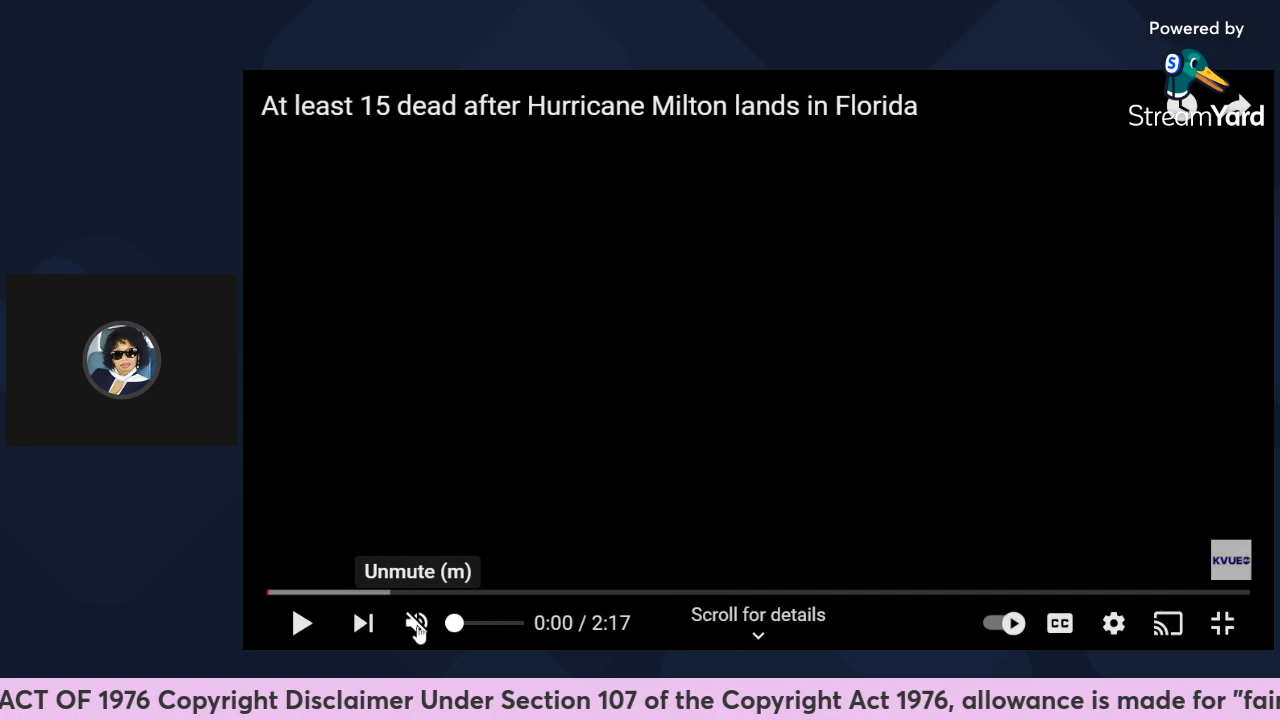 Powered by
StreamYard
At least 15 dead after Hurricane Milton lands in Florida
KVUE
Unmute (m)
0:00 / 2:17
Scroll for details
CC
ACT OF 1976 Copyright Disclaimer Under Section 107 of the Copyright Act 1976, allowance is made for "fair